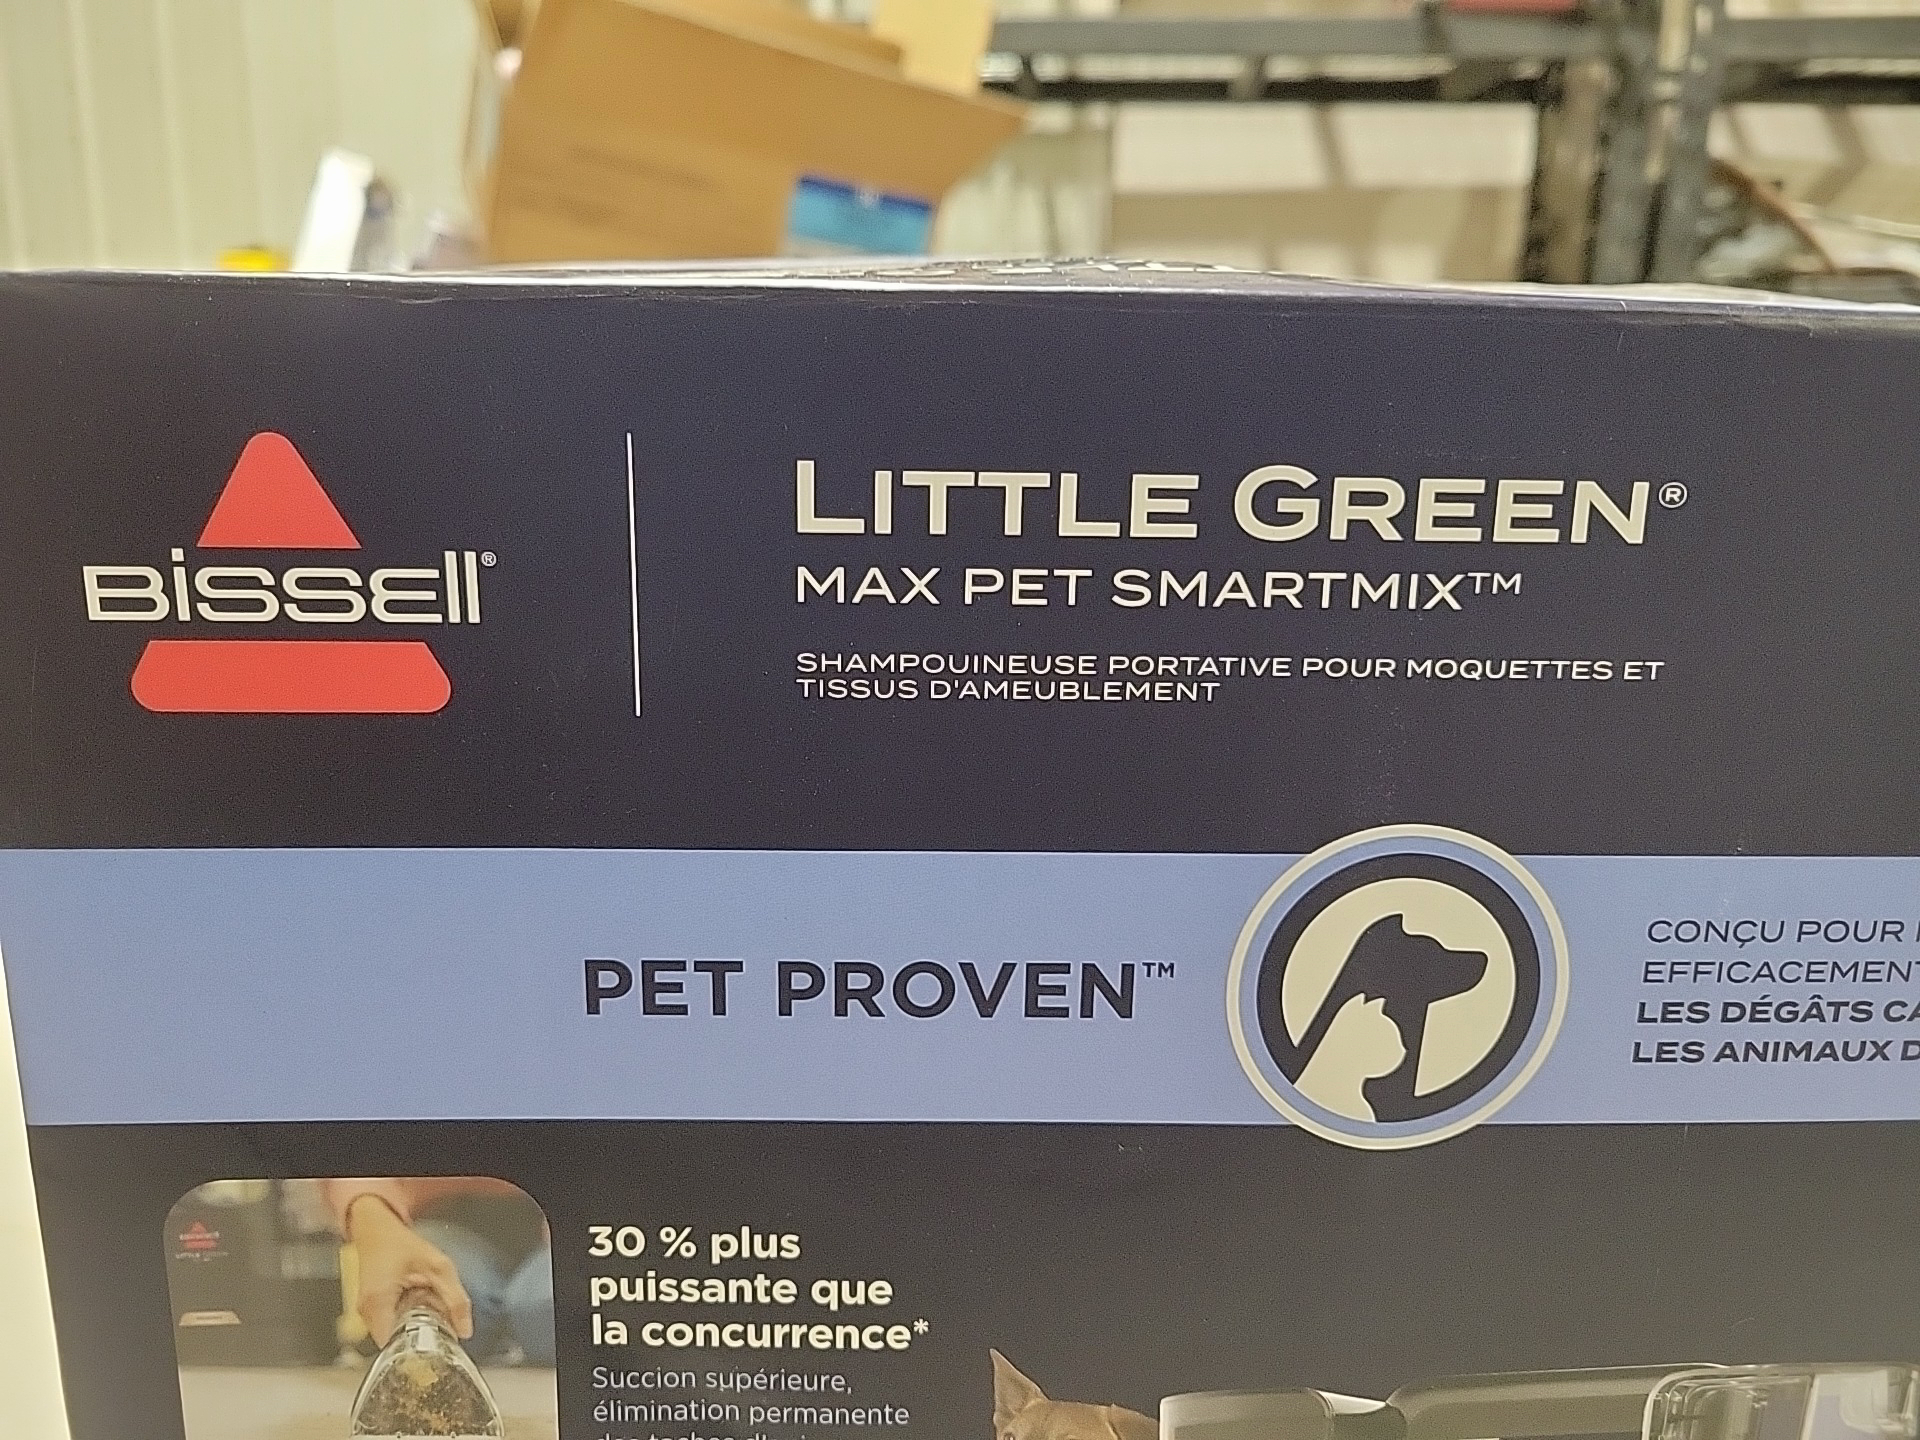 BISSELL®
LITTLE GREEN®
MAX PET SMARTMIX™
SHAMPOUINEUSE PORTATIVE POUR MOQUETTES ET
TISSUS D'AMEUBLEMENT
PET PROVEN™
CONÇU POUR
EFFICACEMENT
LES DÉGÂTS
LES ANIMAUX
30 % plus
puissante que
la concurrence*
Succion supérieure,
élimination permanente